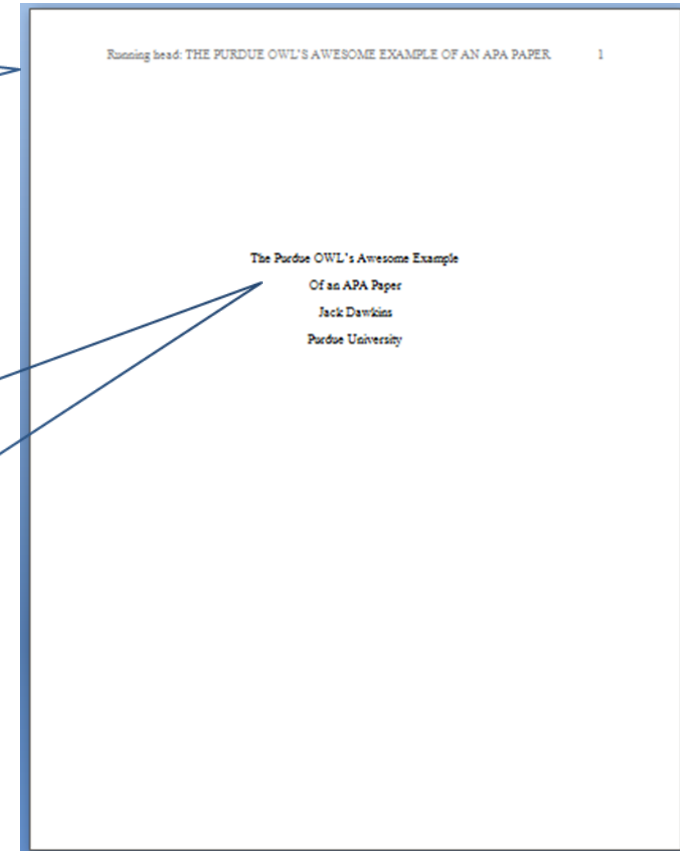 Running head: THE PURDUE OWL'S AWESOME EXAMPLE OF AN APA PAPER 1
The Purdue OWL's Awesome Example
Of an APA Paper
Jack Dawkins
Purdue University